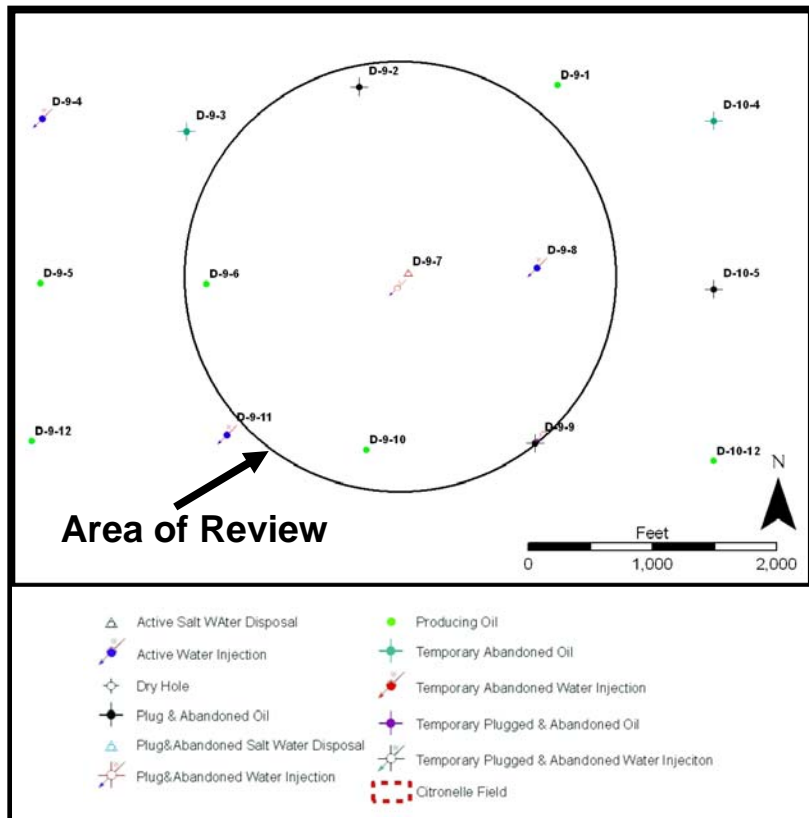 D-9-2
D-9-1
D-9-4
D-9-3
D-10-4
D-9-7
D-9-8
D-9-5
D-9-6
D-10-5
D-9-11
D-9-12
D-9-10
D-9-9
D-10-12
N
Area of Review
Feet
0 1,000 2,000
Active Salt WAter Disposal
Active Water Injection
Dry Hole
Plug & Abandoned Oil
Plug&Abandoned Salt Water Disposal
Plug&Abandoned Water Injection
Producing Oil
Temporary Abandoned Oil
Temporary Abandoned Water Injection
Temporary Plugged & Abandoned Oil
Temporary Plugged & Abandoned Water Injeciton
Citronelle Field